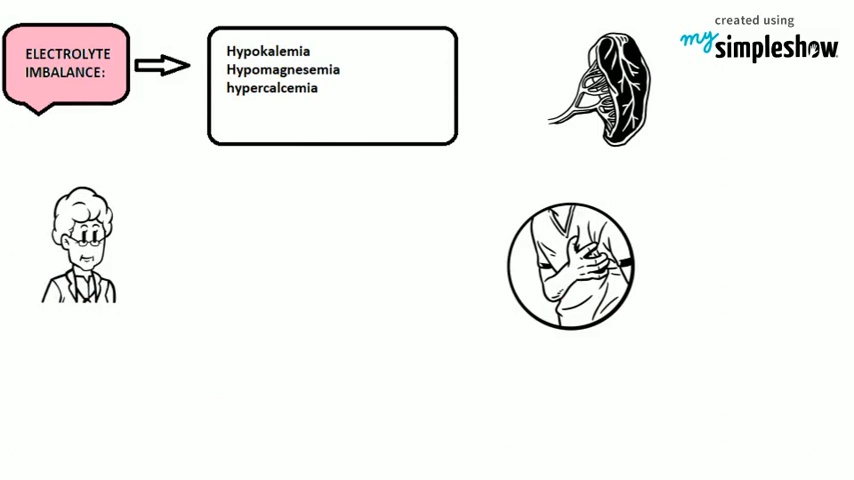 created using
my simpleshow.
ELECTROLYTE
IMBALANCE:
Hypokalemia
Hypomagnesemia
hypercalcemia